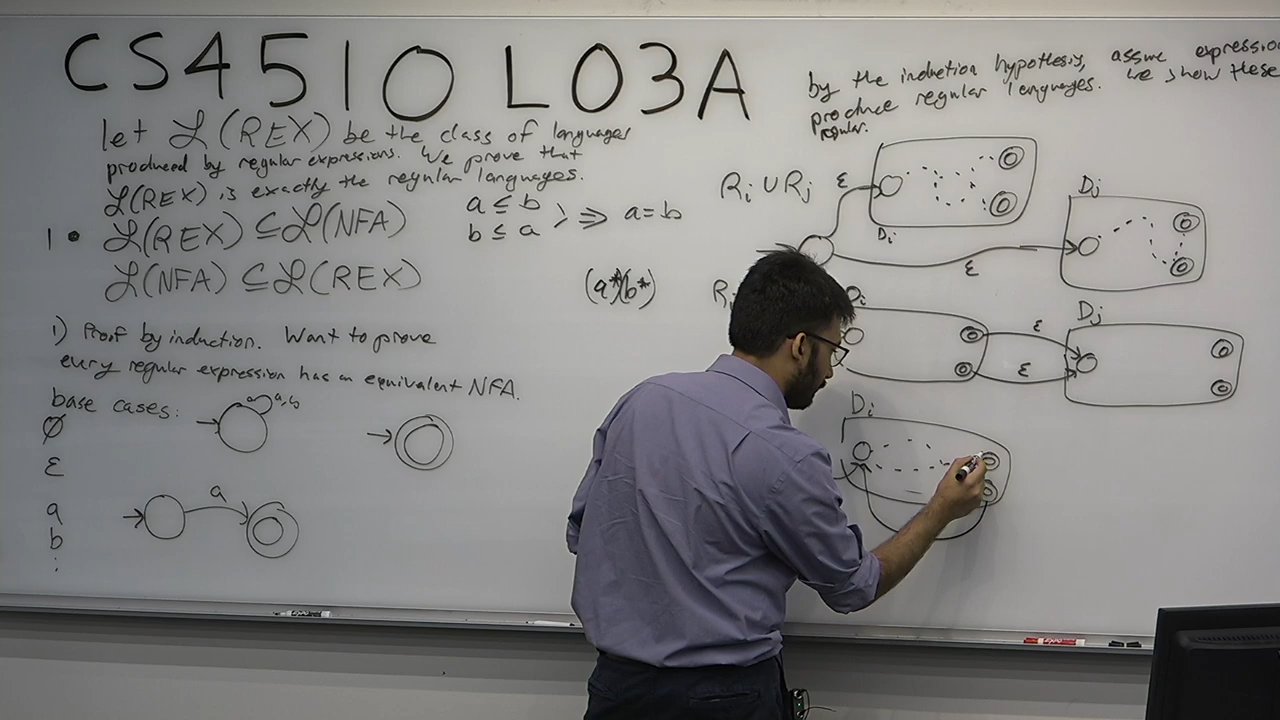 CS4510 L03A
let ℒ(REX) be the class of languages
produced by regular expressions. We prove that
ℒ(REX) is exactly the regular languages.
1 • ℒ(REX) ⊆ ℒ(NFA)
ℒ(NFA) ⊆ ℒ(REX)
a ≤ b
b ≤ a
⟩ ⟹ a = b
(a*)(b*)
1) Proof by induction. Want to prove
every regular expression has an equivalent NFA.
base cases:
a,b
∅
ε
a
a
b
:
by the induction hypothesis, assume
produce regular languages. we show these
regular.
Ri ∪ Rj
ε
Di
Dj
ε
Di
ε
Dj
ε
Di